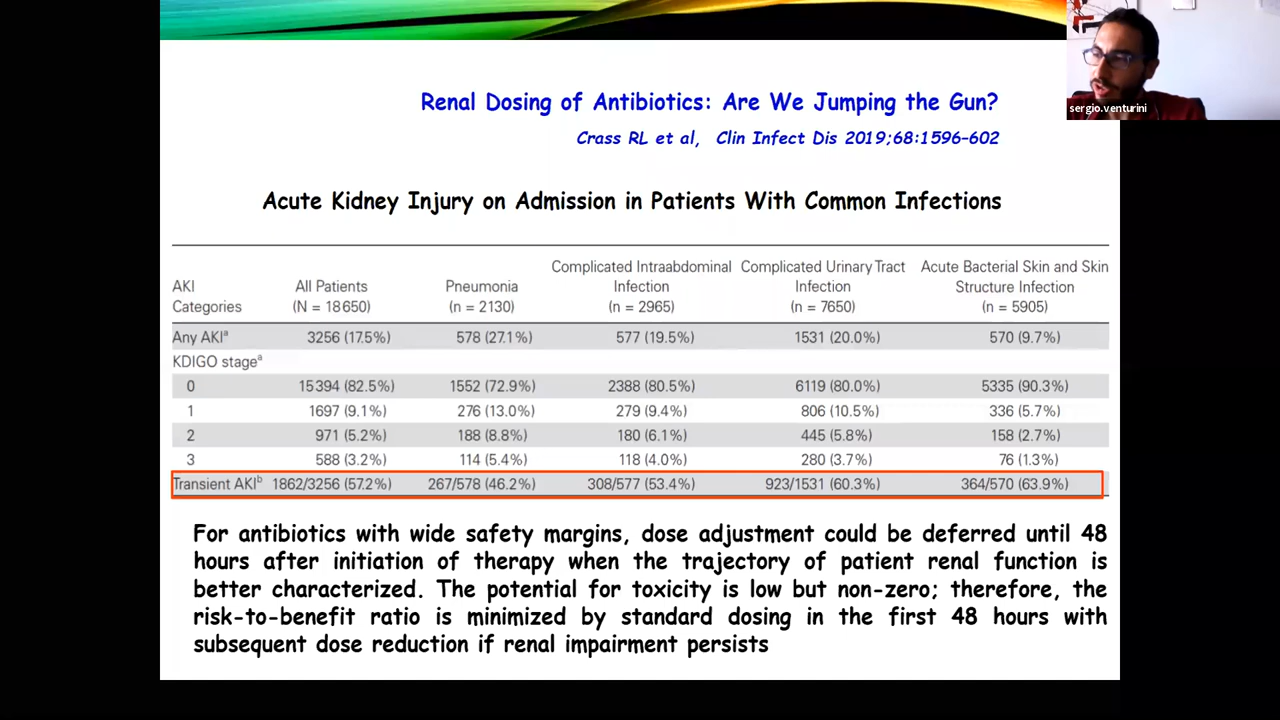 sergio.venturini
Renal Dosing of Antibiotics: Are We Jumping the Gun?
Crass RL et al, Clin Infect Dis 2019;68:1596-602
Acute Kidney Injury on Admission in Patients With Common Infections
AKI Categories All Patients (N = 18 650) Pneumonia (n = 2130) Complicated Intraabdominal Infection (n = 2965) Complicated Urinary Tract Infection (n = 7650) Acute Bacterial Skin and Skin Structure Infection (n = 5905)
Any AKIa 3256 (17.5%) 578 (27.1%) 577 (19.5%) 1531 (20.0%) 570 (9.7%)
KDIGO stagea
0 15 394 (82.5%) 1552 (72.9%) 2388 (80.5%) 6119 (80.0%) 5335 (90.3%)
1 1697 (9.1%) 276 (13.0%) 279 (9.4%) 806 (10.5%) 336 (5.7%)
2 971 (5.2%) 188 (8.8%) 180 (6.1%) 445 (5.8%) 158 (2.7%)
3 588 (3.2%) 114 (5.4%) 118 (4.0%) 280 (3.7%) 76 (1.3%)
Transient AKIb 1862/3256 (57.2%) 267/578 (46.2%) 308/577 (53.4%) 923/1531 (60.3%) 364/570 (63.9%)
For antibiotics with wide safety margins, dose adjustment could be deferred until 48
hours after initiation of therapy when the trajectory of patient renal function is
better characterized. The potential for toxicity is low but non-zero; therefore, the
risk-to-benefit ratio is minimized by standard dosing in the first 48 hours with
subsequent dose reduction if renal impairment persists